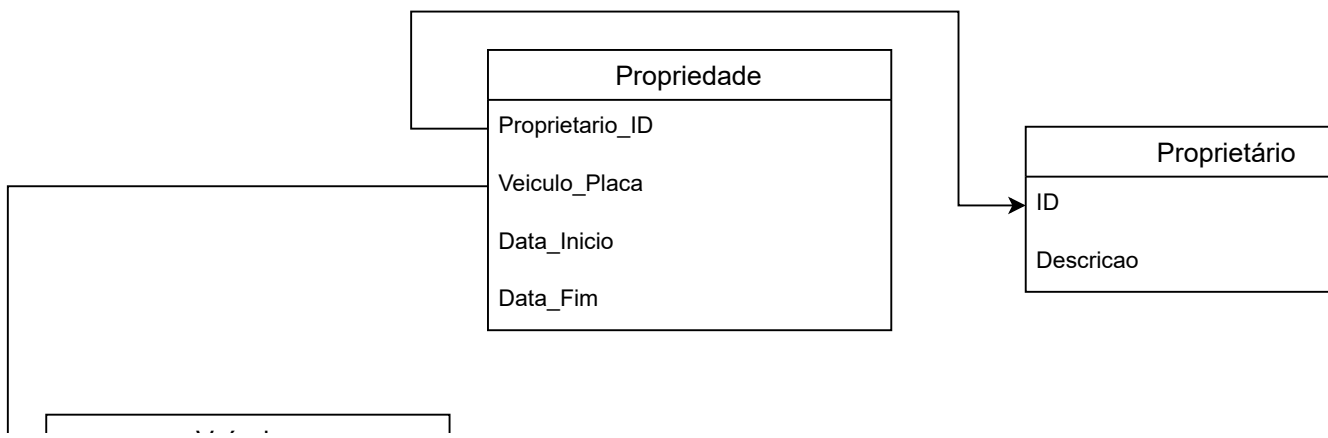 Propriedade
Proprietario_ID
Veiculo_Placa
Data_Inicio
Data_Fim
Proprietário
ID
Descricao